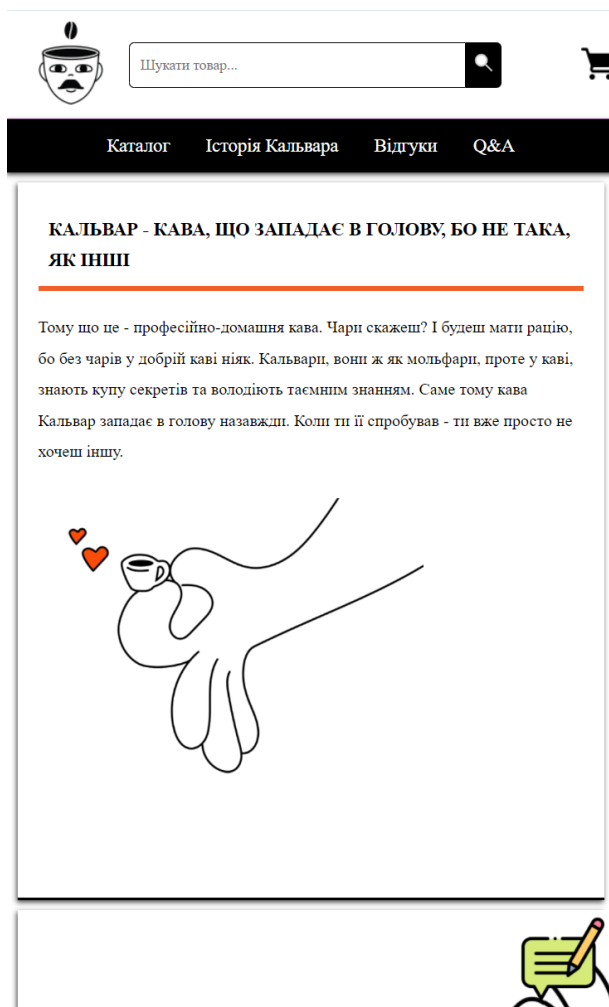 Шукати товар...
Каталог Історія Кальвара Відгуки Q&A
КАЛЬВАР - КАВА, ЩО ЗАПАДАЄ В ГОЛОВУ, БО НЕ ТАКА,
ЯК ІНШІ
Тому що це - професійно-домашня кава. Чари скажеш? І будеш мати рацію,
бо без чарів у добрій каві ніяк. Кальвари, вони ж як мольфари, проте у каві,
знають купу секретів та володіють таємним знанням. Саме тому кава
Кальвар западає в голову назавжди. Коли ти її спробував - ти вже просто не
хочеш іншу.